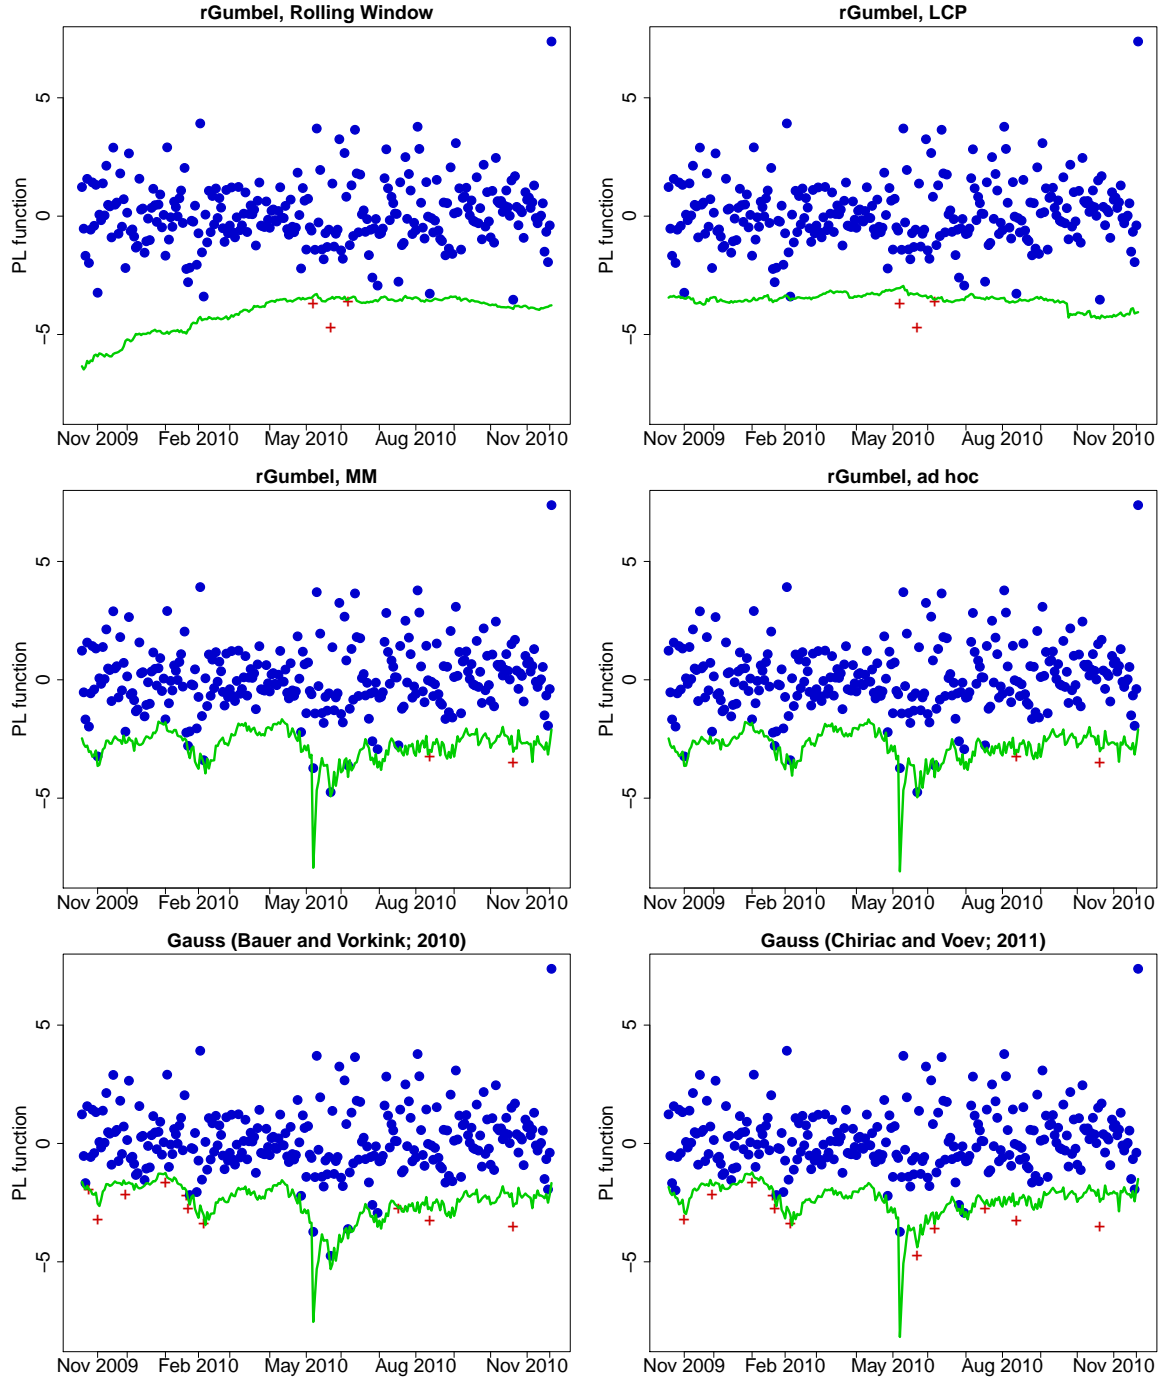 rGumbel, Rolling Window
PL function
5
0
−5
Nov 2009 Feb 2010 May 2010 Aug 2010 Nov 2010
rGumbel, LCP
PL function
5
0
−5
Nov 2009 Feb 2010 May 2010 Aug 2010 Nov 2010
rGumbel, MM
PL function
5
0
−5
Nov 2009 Feb 2010 May 2010 Aug 2010 Nov 2010
rGumbel, ad hoc
PL function
5
0
−5
Nov 2009 Feb 2010 May 2010 Aug 2010 Nov 2010
Gauss (Bauer and Vorkink; 2010)
PL function
5
0
−5
Nov 2009 Feb 2010 May 2010 Aug 2010 Nov 2010
Gauss (Chiriac and Voev; 2011)
PL function
5
0
−5
Nov 2009 Feb 2010 May 2010 Aug 2010 Nov 2010